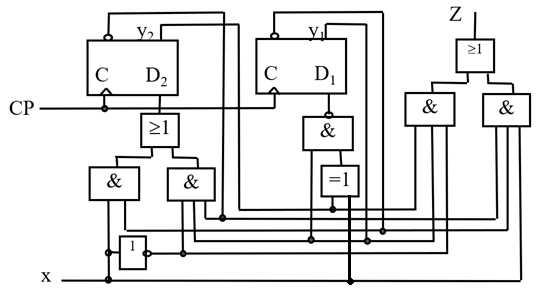 Z
y₂ y₁ ≥1
C D₂ C D₁
CP & &
≥1 &
& & =1
1
x